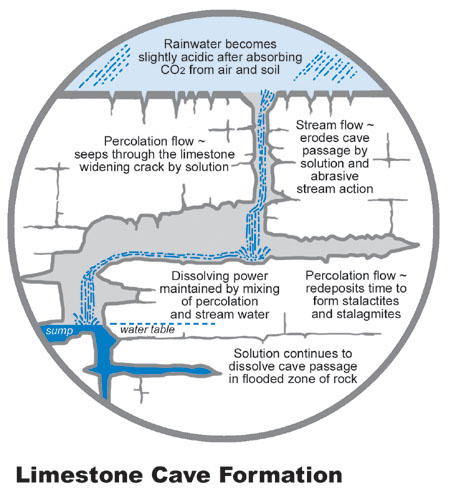 Rainwater becomes
slightly acidic after absorbing
CO2 from air and soil
Percolation flow ~
seeps through the limestone
widening crack by solution
Stream flow ~
erodes cave
passage by
solution and
abrasive
stream action
Dissolving power
maintained by mixing
of percolation
and stream water
Percolation flow ~
redeposits time to
form stalactites
and stalagmites
sump
water table
Solution continues to
dissolve cave passage
in flooded zone of rock
Limestone Cave Formation